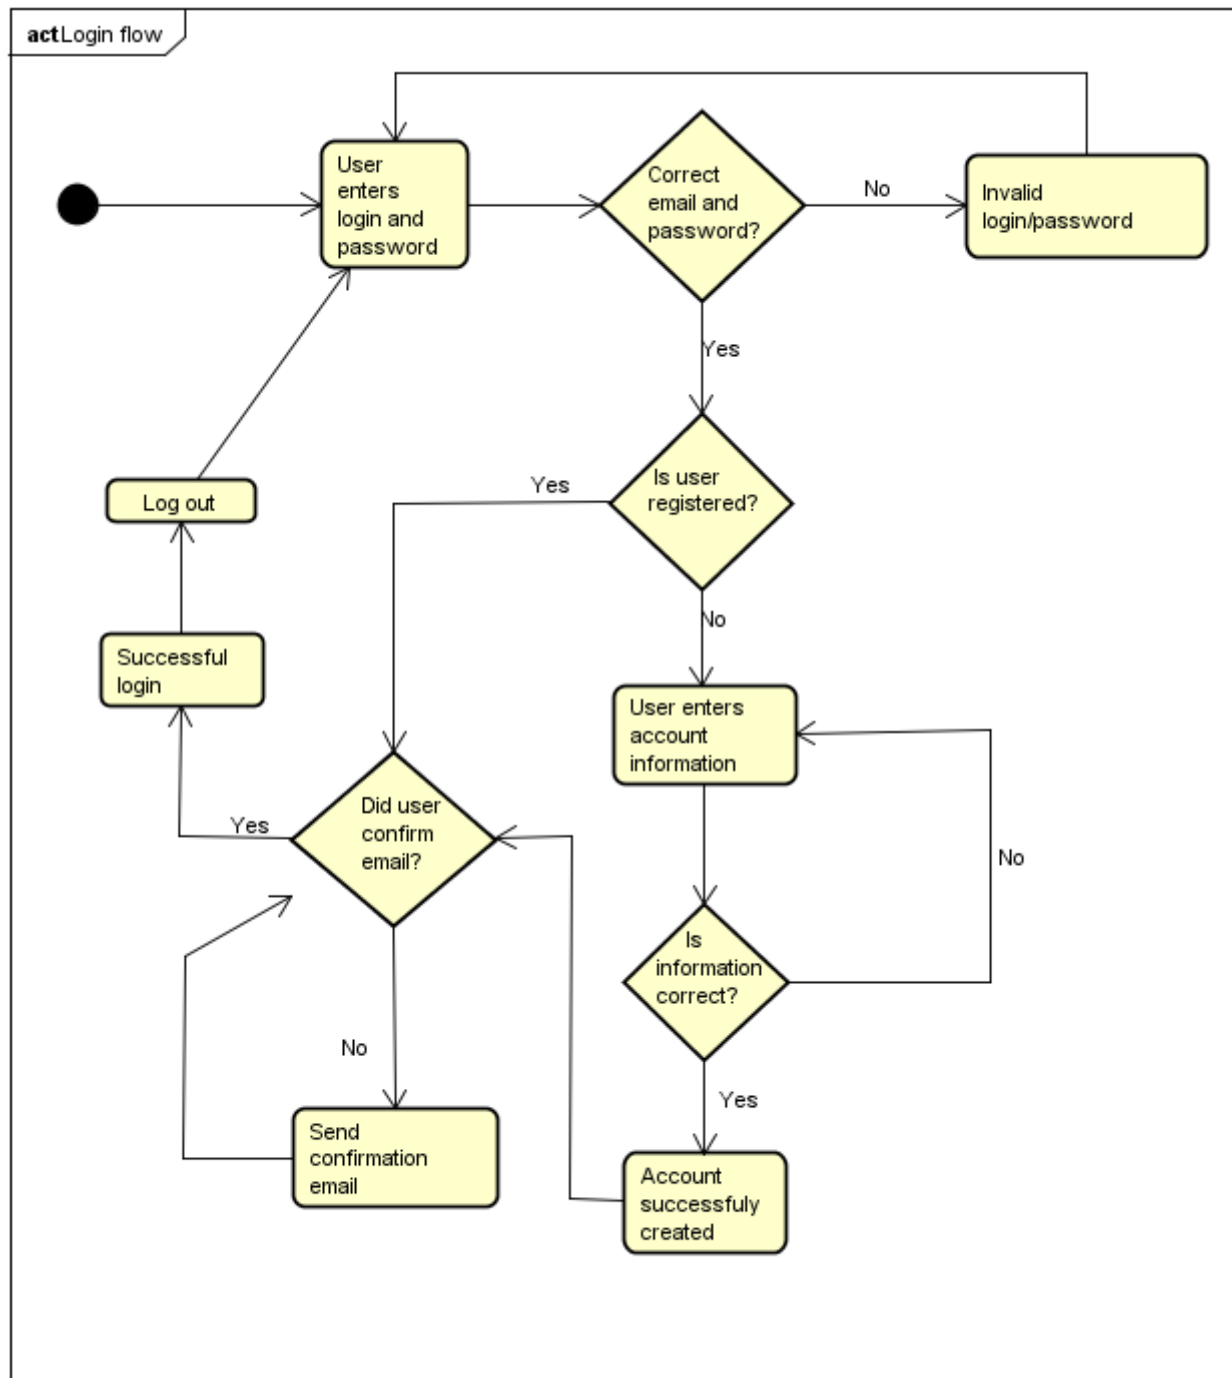 act Login flow
User
enters
login and
password
Correct
email and
password?
No
Invalid
login/password
Yes
Is user
registered?
Yes
Log out
No
Successful
login
User enters
account
information
Did user
confirm
email?
Yes
No
Is
information
correct?
No
Yes
Send
confirmation
email
Account
successfuly
created